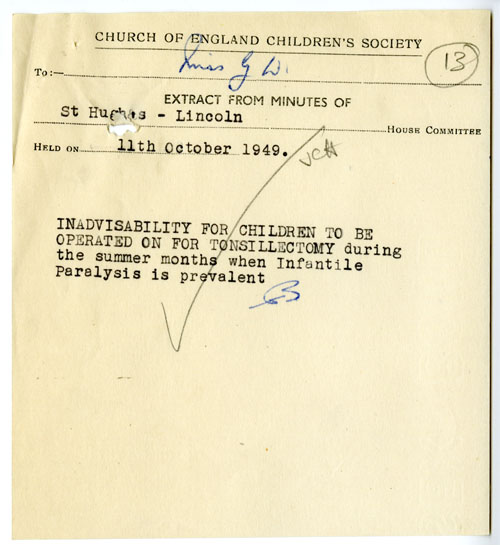 CHURCH OF ENGLAND CHILDREN'S SOCIETY
13
To:— Miss G W.
EXTRACT FROM MINUTES OF
St Hughs - Lincoln
HOUSE COMMITTEE
HELD ON 11th October 1949.
INADVISABILITY FOR CHILDREN TO BE
OPERATED ON FOR TONSILLECTOMY during
the summer months when Infantile
Paralysis is prevalent